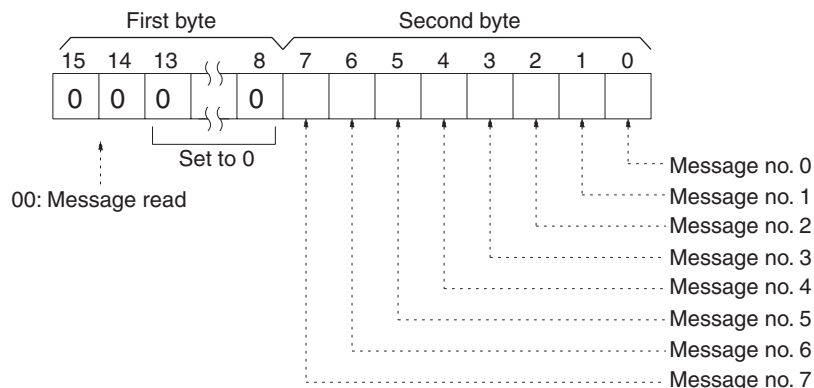 First byte Second byte
15 14 13 8 7 6 5 4 3 2 1 0
0 0 0 0
Set to 0
00: Message read
Message no. 0
Message no. 1
Message no. 2
Message no. 3
Message no. 4
Message no. 5
Message no. 6
Message no. 7